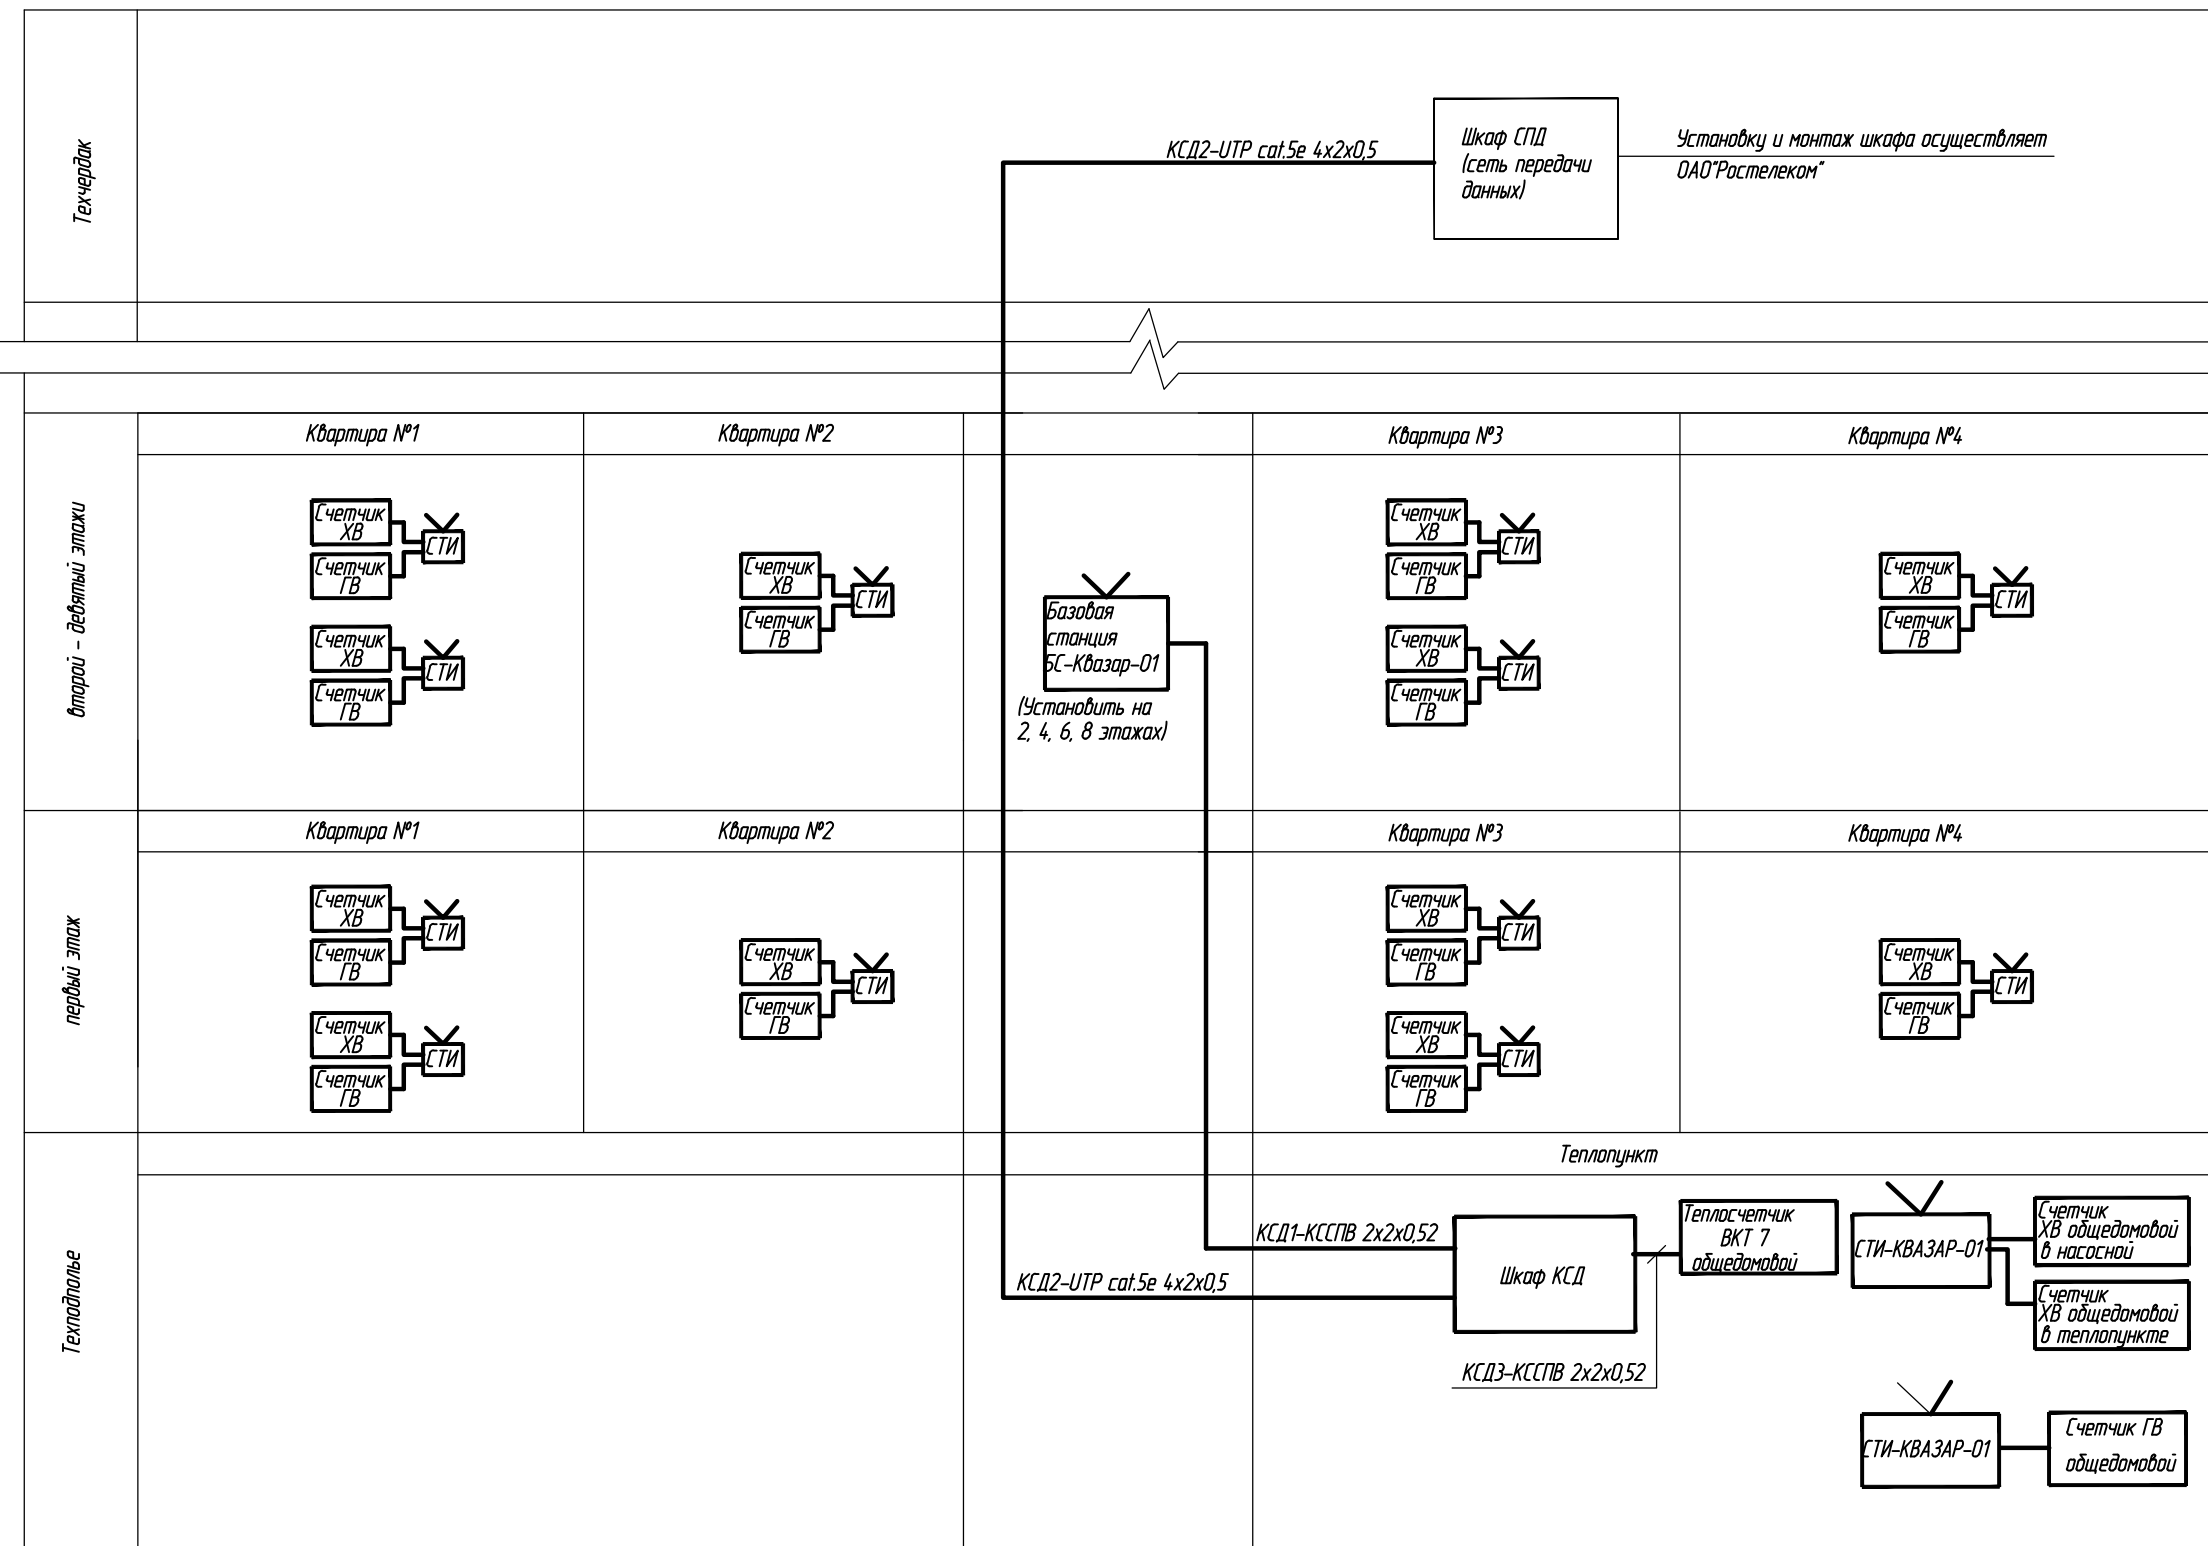 Техчердак
КСД2-UTP cat.5e 4x2x0,5
Шкаф СПД
(сеть передачи
данных)
Установку и монтаж шкафа осуществляет
ОАО"Ростелеком"
второй - девятый этажи
Квартира №1
Квартира №2
Квартира №3
Квартира №4
Счетчик
ХВ
Счетчик
ГВ
СТИ
Счетчик
ХВ
Счетчик
ГВ
СТИ
Счетчик
ХВ
Счетчик
ГВ
СТИ
Базовая
станция
БС-Квазар-01
(Установить на
2, 4, 6, 8 этажах)
Счетчик
ХВ
Счетчик
ГВ
СТИ
Счетчик
ХВ
Счетчик
ГВ
СТИ
Счетчик
ХВ
Счетчик
ГВ
СТИ
первый этаж
Квартира №1
Квартира №2
Квартира №3
Квартира №4
Счетчик
ХВ
Счетчик
ГВ
СТИ
Счетчик
ХВ
Счетчик
ГВ
СТИ
Счетчик
ХВ
Счетчик
ГВ
СТИ
Счетчик
ХВ
Счетчик
ГВ
СТИ
Счетчик
ХВ
Счетчик
ГВ
СТИ
Счетчик
ХВ
Счетчик
ГВ
СТИ
Техподполье
Теплопункт
КСД1-КССПВ 2x2x0,52
КСД2-UTP cat.5e 4x2x0,5
Шкаф КСД
КСД3-КССПВ 2x2x0,52
Теплосчетчик
ВКТ 7
общедомовой
СТИ-КВАЗАР-01
Счетчик
ХВ общедомовой
в насосной
Счетчик
ХВ общедомовой
в теплопункте
СТИ-КВАЗАР-01
Счетчик ГВ
общедомовой